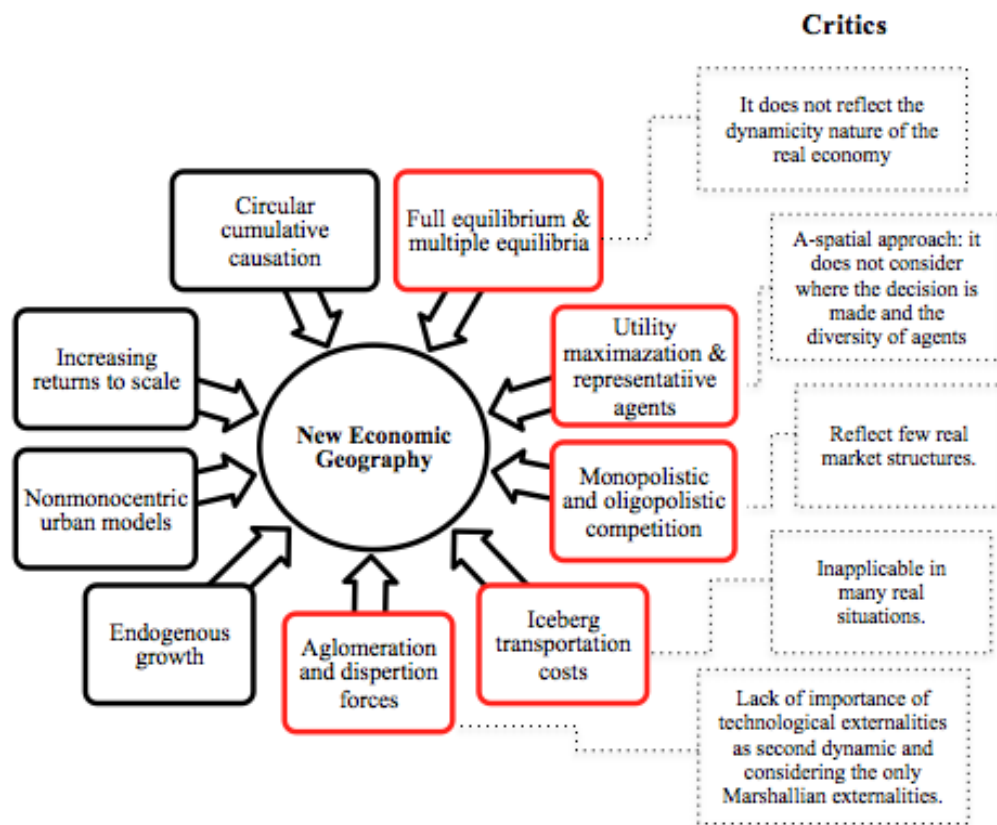 Critics
It does not reflect the
dynamicity nature of the
real economy
Circular
cumulative
causation
Full equilibrium &
multiple equilibria
A-spatial approach: it
does not consider
where the decision is
made and the
diversity of agents
Increasing
returns to scale
Utility
maximazation &
representatiive
agents
New Economic
Geography
Reflect few real
market structures.
Nonmonocentric
urban models
Monopolistic
and oligopolistic
competition
Inapplicable in
many real
situations.
Endogenous
growth
Aglomeration
and dispertion
forces
Iceberg
transportation
costs
Lack of importance of
technological externalities
as second dynamic and
considering the only
Marshallian externalities.